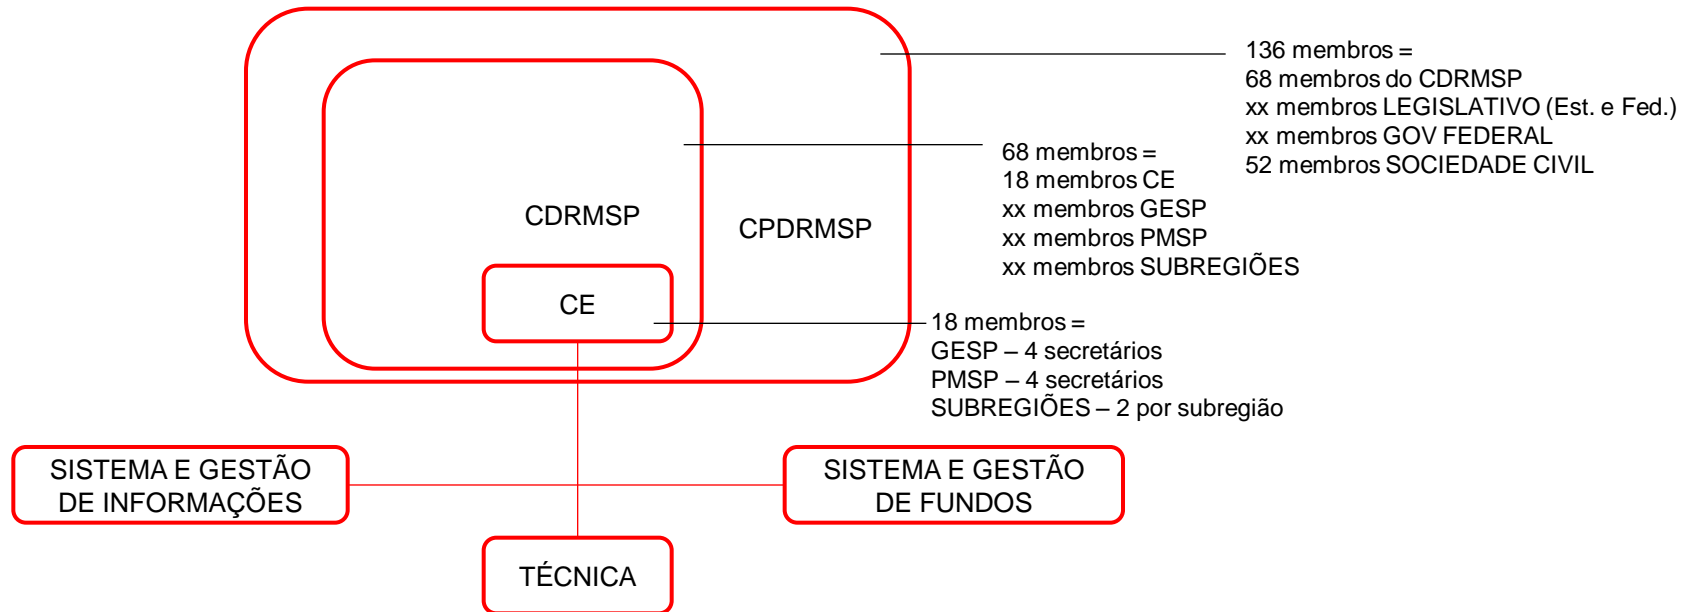 136 membros =
68 membros do CDRMSP
xx membros LEGISLATIVO (Est. e Fed.)
xx membros GOV FEDERAL
52 membros SOCIEDADE CIVIL
68 membros =
18 membros CE
xx membros GESP
xx membros PMSP
xx membros SUBREGIÕES
CDRMSP
CPDRMSP
CE
18 membros =
GESP – 4 secretários
PMSP – 4 secretários
SUBREGIÕES – 2 por subregião
SISTEMA E GESTÃO
DE INFORMAÇÕES
SISTEMA E GESTÃO
DE FUNDOS
TÉCNICA